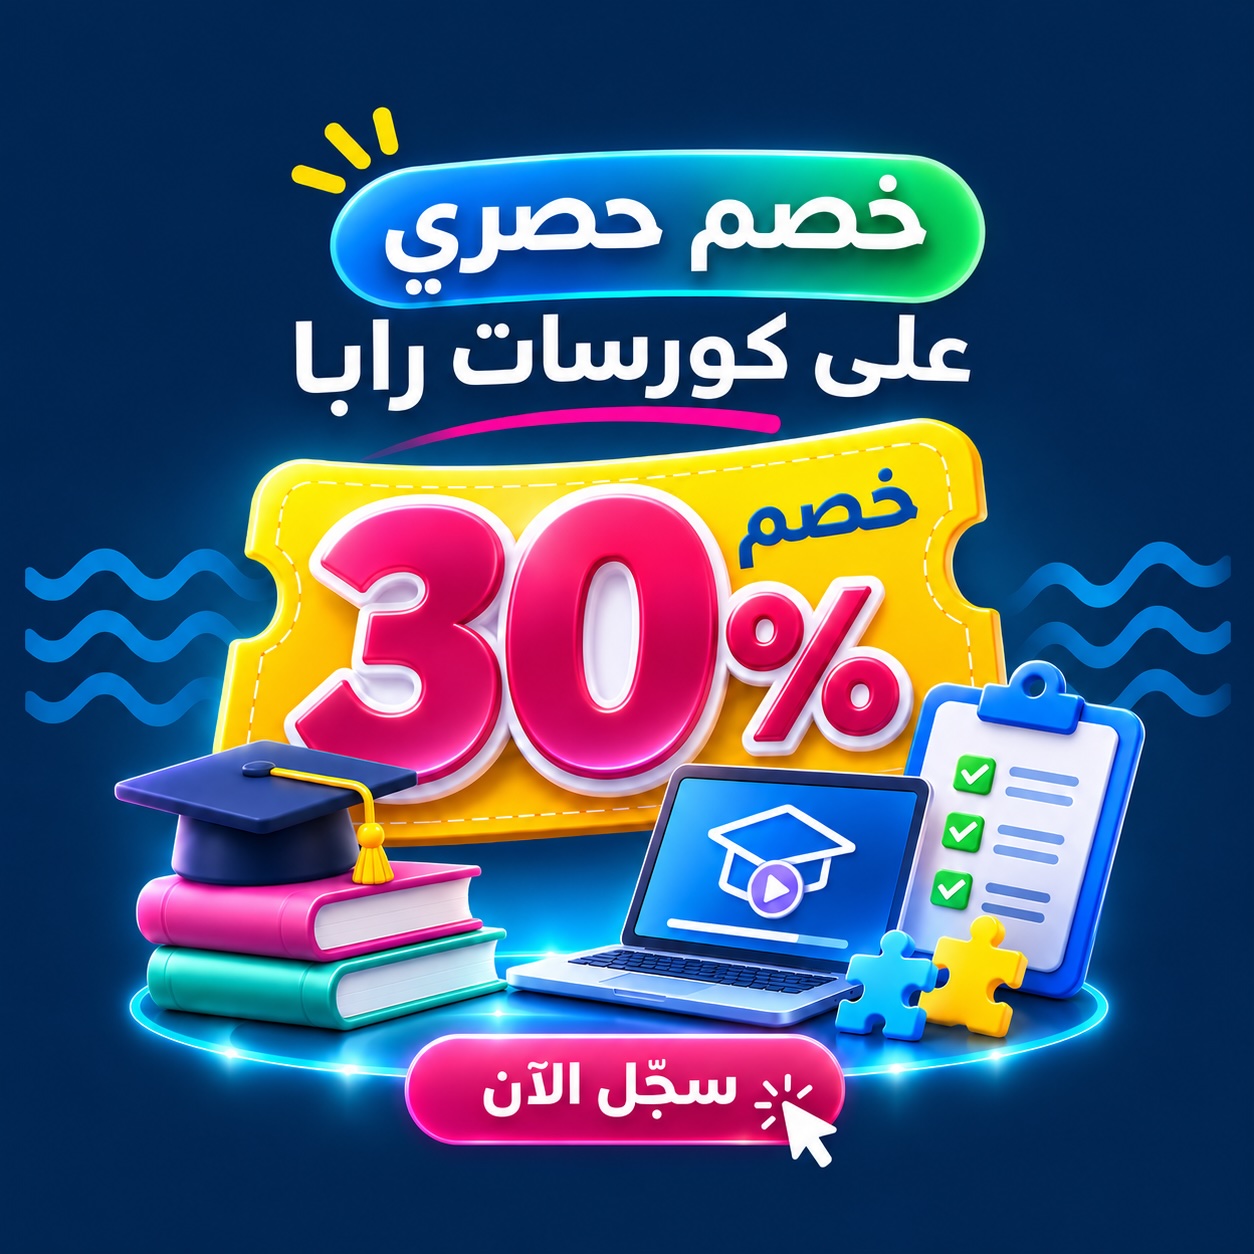 خصم حصري
على كورسات رابا
خصم
30%
سجّل الآن